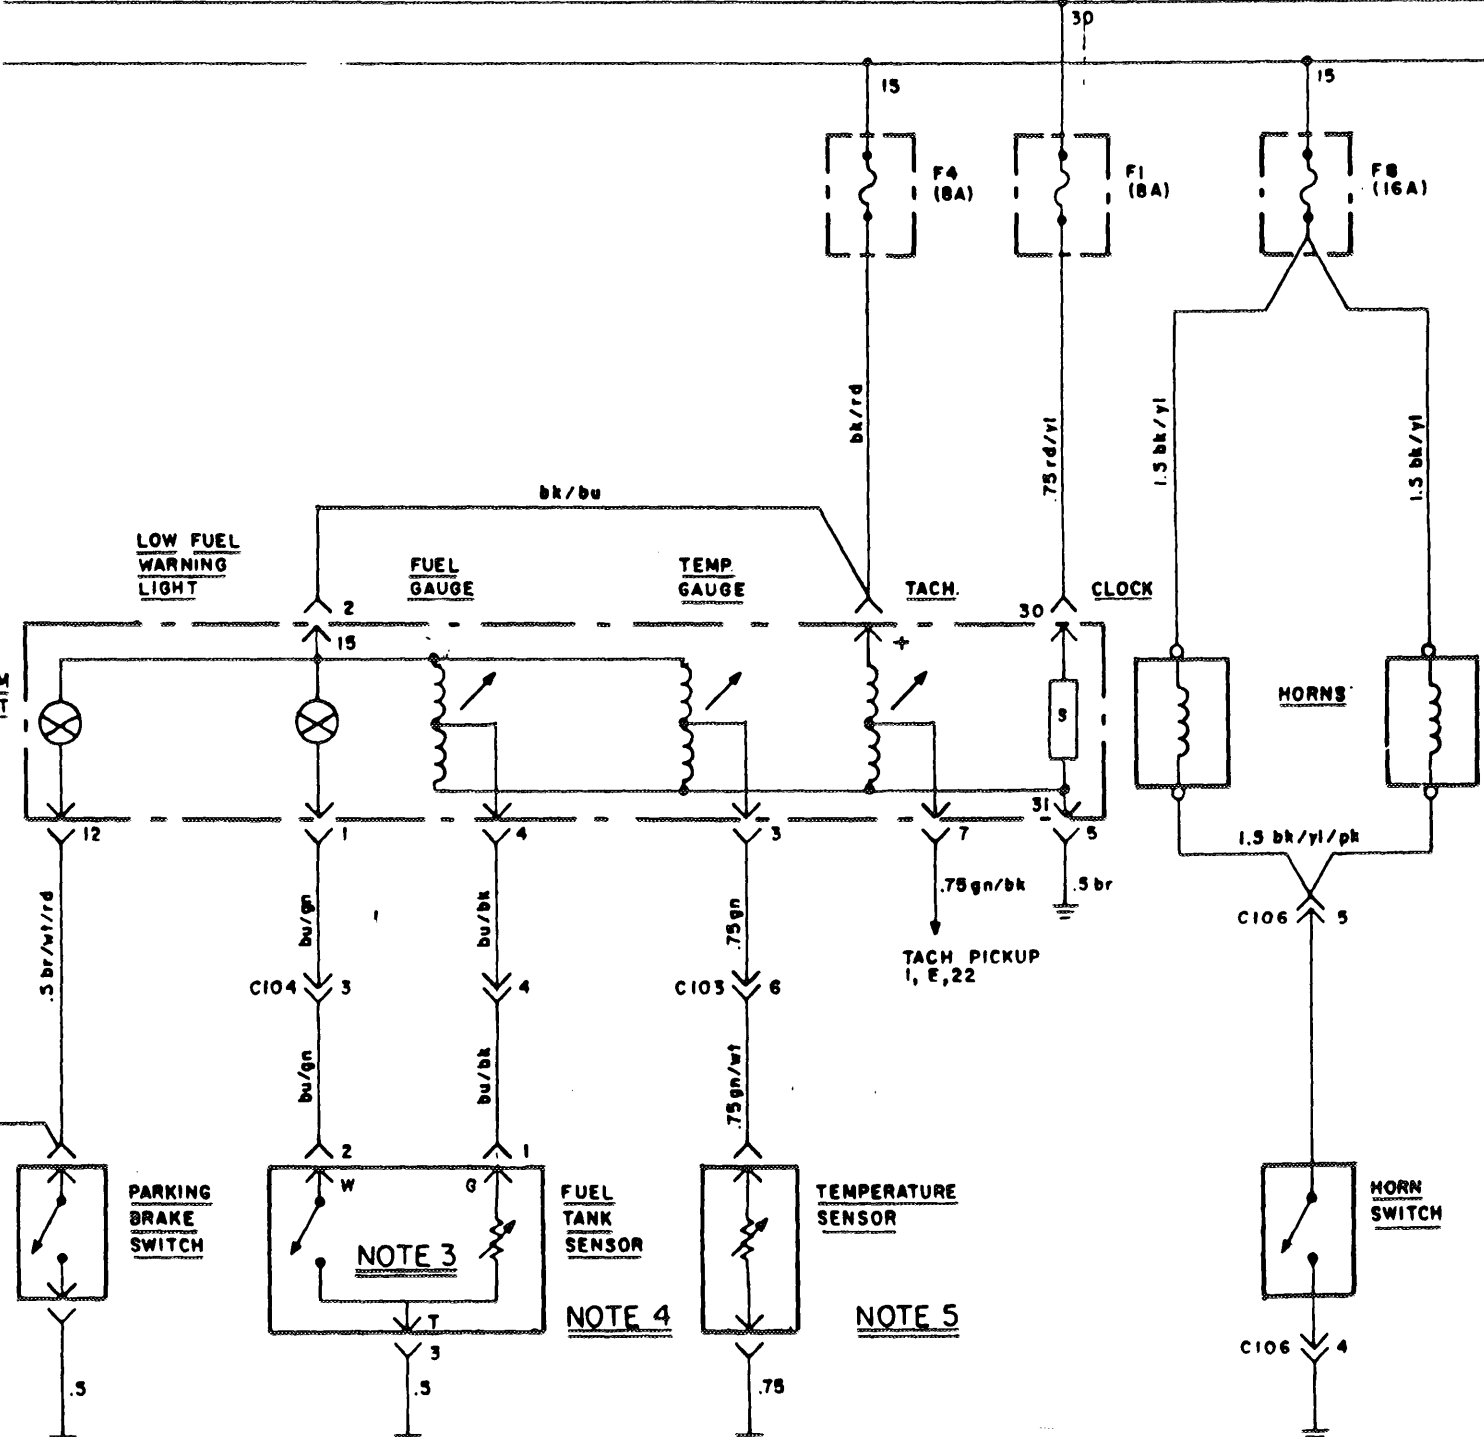 30
15
15
F4
(8A)
F1
(8A)
F8
(16A)
bk/rd
.75 rd/yl
1.5 bk/yl
1.5 bk/yl
bk/bu
LOW FUEL
WARNING
LIGHT
FUEL
GAUGE
TEMP.
GAUGE
TACH.
CLOCK
2
30
15
+
S
HORNS
31
12
1
4
3
7
5
1.5 bk/yl/pk
.5 br/wt/rd
bu/gn
bu/bk
.75 gn
.75 gn/bk
.5 br
C106
5
TACH PICKUP
1, E, 22
C104
3
4
C103
6
bu/gn
bu/bk
.75 gn/wt
2
1
W
G
PARKING
BRAKE
SWITCH
FUEL
TANK
SENSOR
TEMPERATURE
SENSOR
HORN
SWITCH
NOTE 3
NOTE 4
NOTE 5
T
3
C106
4
.5
.5
.75